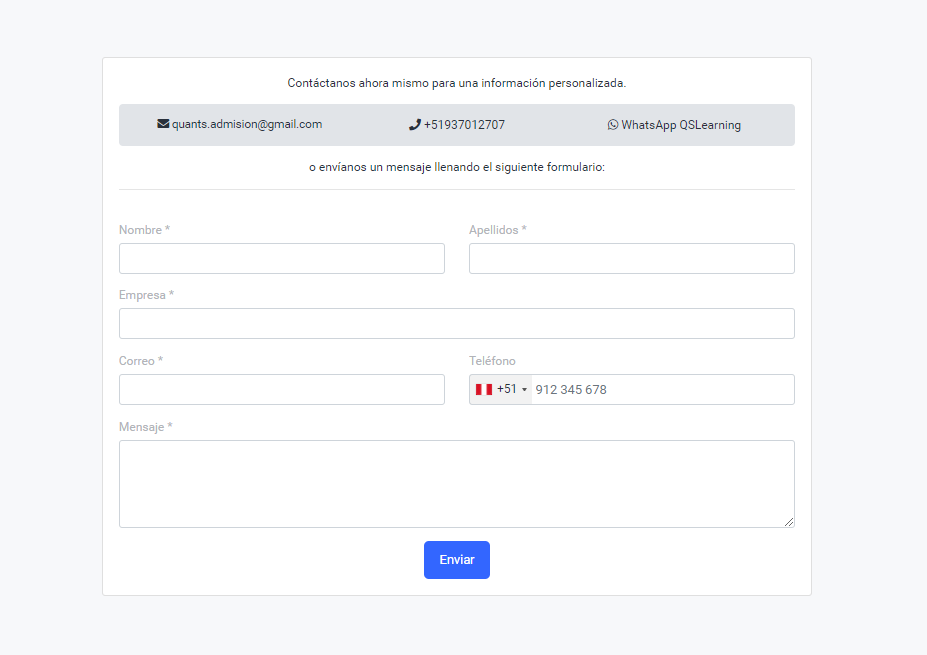 Contáctanos ahora mismo para una información personalizada.
quants.admision@gmail.com +51937012707 WhatsApp QSLearning
o envíanos un mensaje llenando el siguiente formulario:
Nombre * Apellidos *
Empresa *
Correo * Teléfono
+51 912 345 678
Mensaje *
Enviar